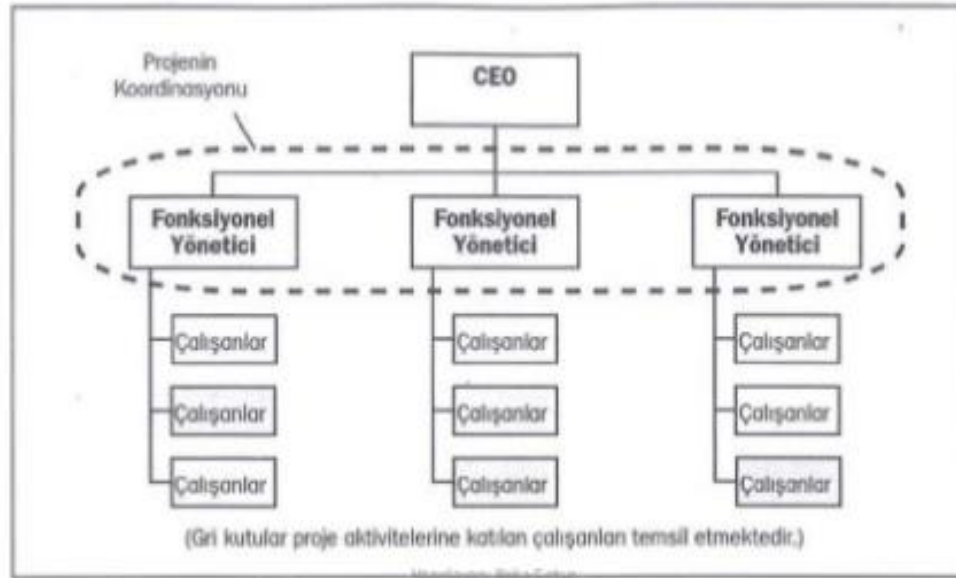 Projenin
Koordinasyonu
CEO
Fonksiyonel
Yönetici
Fonksiyonel
Yönetici
Fonksiyonel
Yönetici
Çalışanlar
Çalışanlar
Çalışanlar
Çalışanlar
Çalışanlar
Çalışanlar
Çalışanlar
Çalışanlar
Çalışanlar
(Gri kutular proje aktivitelerine katılan çalışanları temsil etmektedir.)